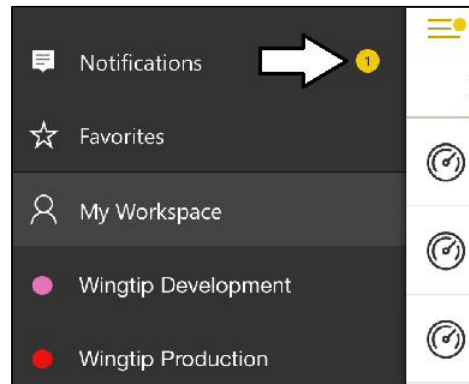 Notifications
1
Favorites
My Workspace
Wingtip Development
Wingtip Production